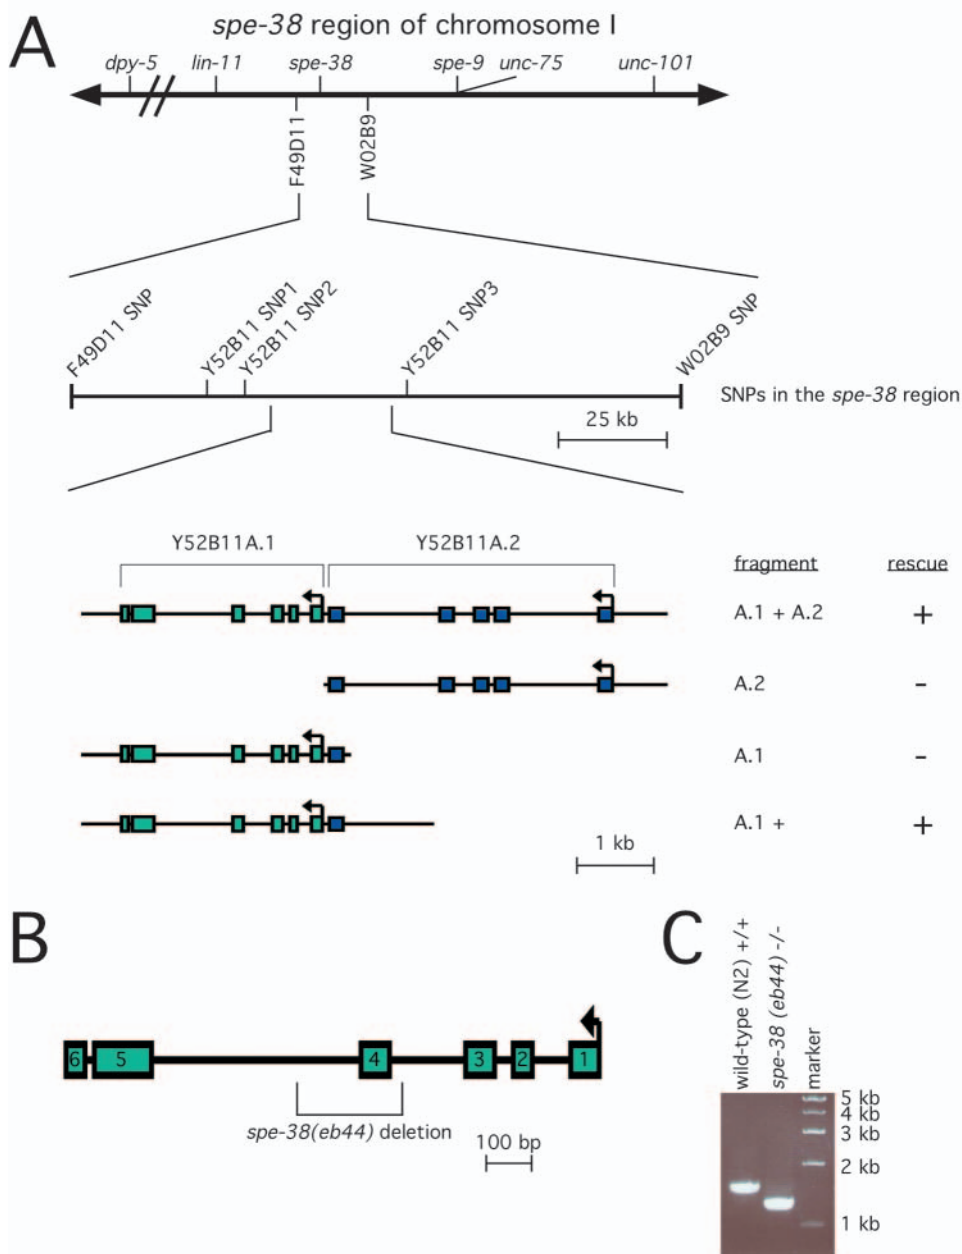 A
spe-38 region of chromosome I
dpy-5 lin-11 spe-38 spe-9 unc-75 unc-101
F49D11
W02B9
F49D11 SNP
Y52B11 SNP1
Y52B11 SNP2
Y52B11 SNP3
W02B9 SNP
SNPs in the spe-38 region
25 kb
Y52B11A.1 Y52B11A.2
fragment rescue
A.1 + A.2 +
A.2 -
A.1 -
A.1 + +
1 kb
B
6 5 4 3 2 1
spe-38(eb44) deletion
100 bp
C
wild-type (N2) +/+
spe-38 (eb44) -/-
marker
5 kb
4 kb
3 kb
2 kb
1 kb